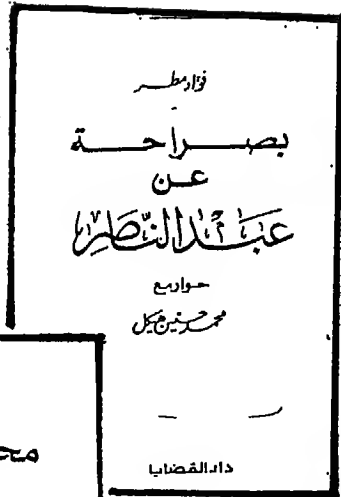 فؤاد مطر
بصراحة
عن
عبد الناصر
حوار مع
محمد حسنين هيكل
دار القضايا